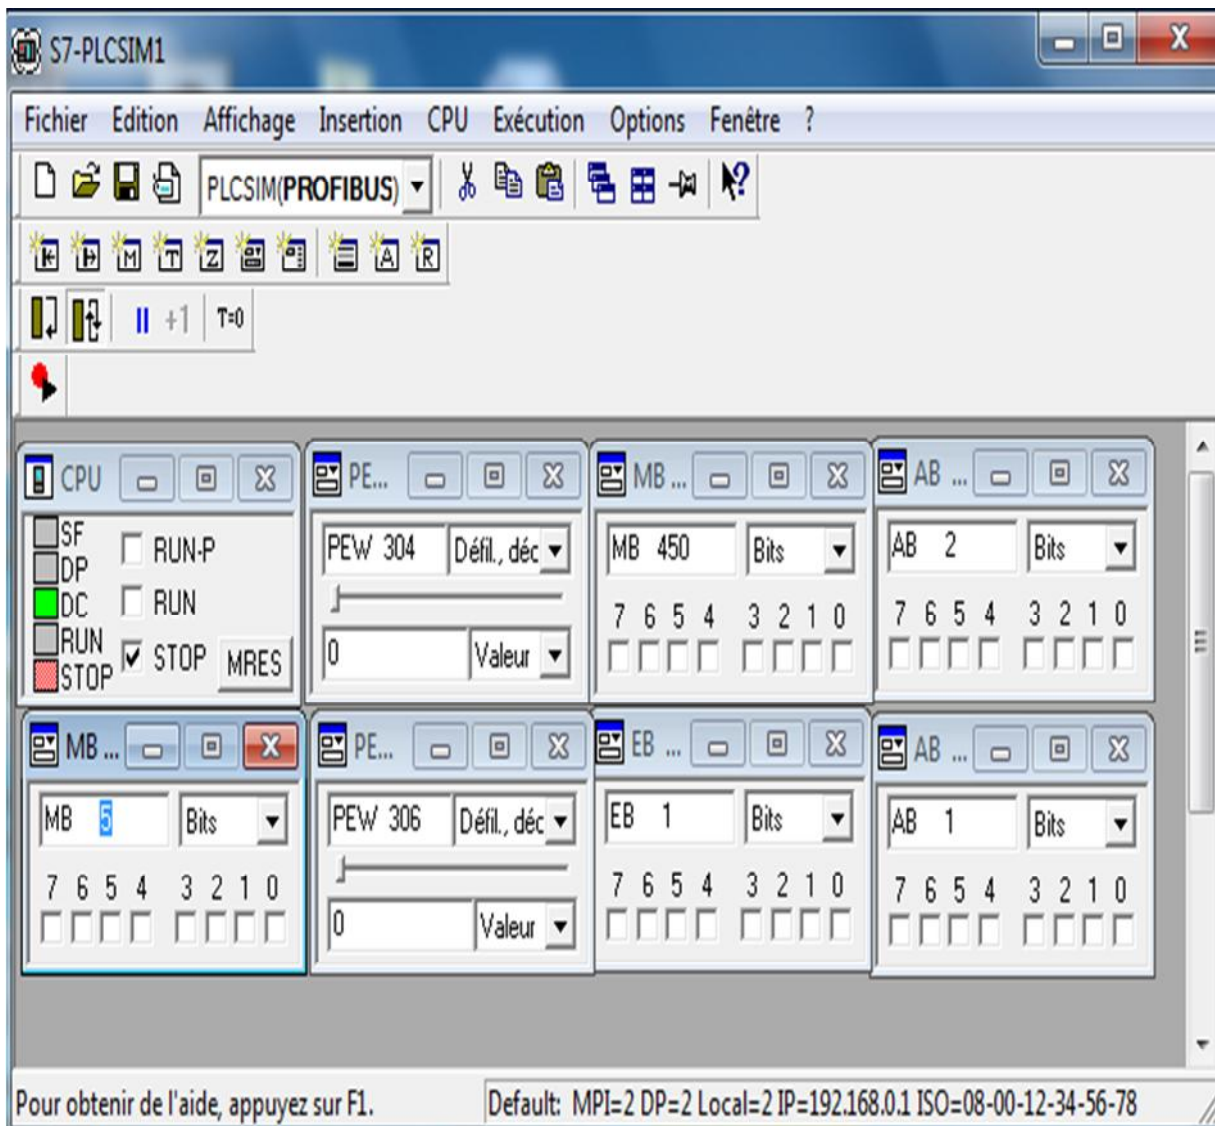 S7-PLCSIM1
Fichier Edition Affichage Insertion CPU Exécution Options Fenêtre ?
PLCSIM(PROFIBUS)
M T Z A R
+1 T=0
CPU
SF
DP
DC
RUN
STOP
RUN-P
RUN
STOP MRES
PE...
PEW 304 Défil., déc
0 Valeur
MB ...
MB 450 Bits
7 6 5 4 3 2 1 0
AB ...
AB 2 Bits
7 6 5 4 3 2 1 0
MB ...
MB 5 Bits
7 6 5 4 3 2 1 0
PE...
PEW 306 Défil., déc
0 Valeur
EB ...
EB 1 Bits
7 6 5 4 3 2 1 0
AB ...
AB 1 Bits
7 6 5 4 3 2 1 0
Pour obtenir de l'aide, appuyez sur F1.
Default: MPI=2 DP=2 Local=2 IP=192.168.0.1 ISO=08-00-12-34-56-78